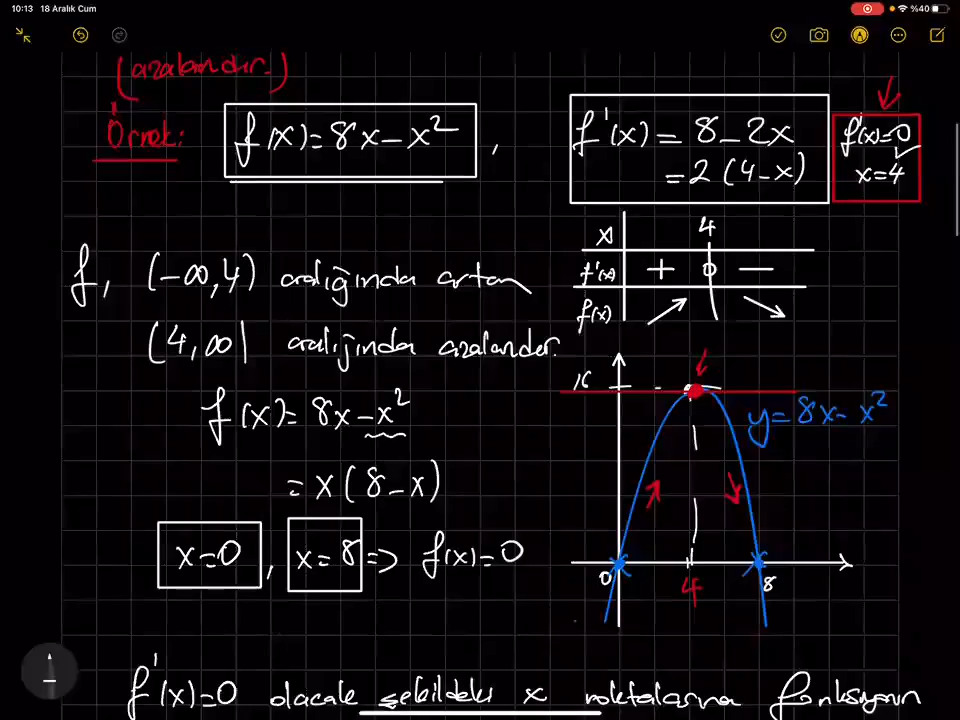 10:13 18 Aralık Cum %40
(azalandır.)
Örnek: f(x)=8x-x² , f'(x)=8-2x f'(x)=0
=2(4-x) x=4
x 4
f'(x) + 0 -
f(x)
f, (-∞,4) aralığında artan
(4,∞) aralığında azalandır.
f(x)=8x-x²
=x(8-x)
x=0 , x=8 => f(x)=0
16
y=8x-x²
0 4 8
f'(x)=0 olacak şekildeki x noktalarına fonksiyonun